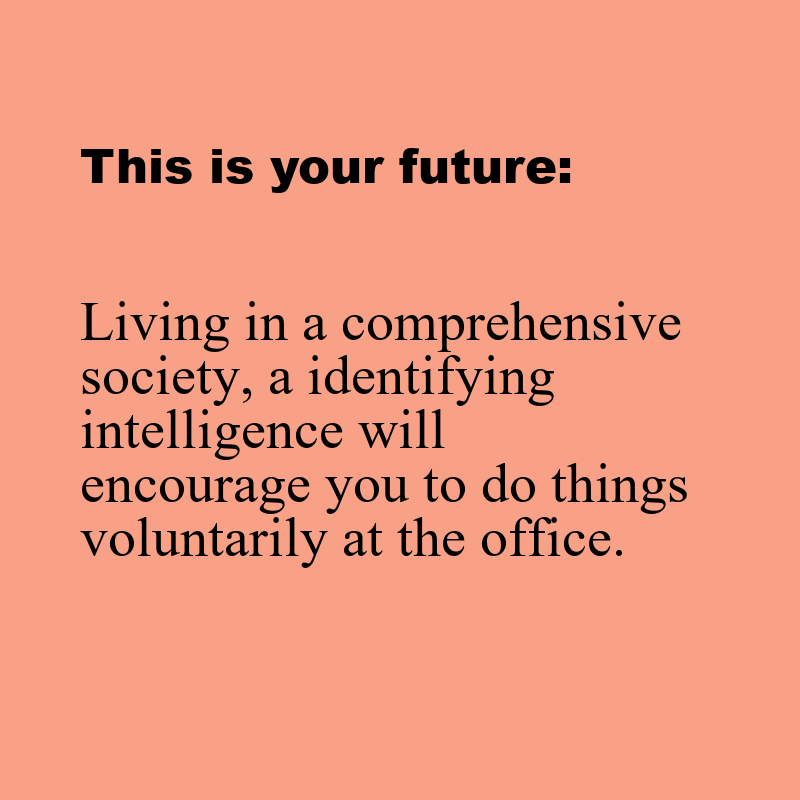 This is your future:
Living in a comprehensive
society, a identifying
intelligence will
encourage you to do things
voluntarily at the office.